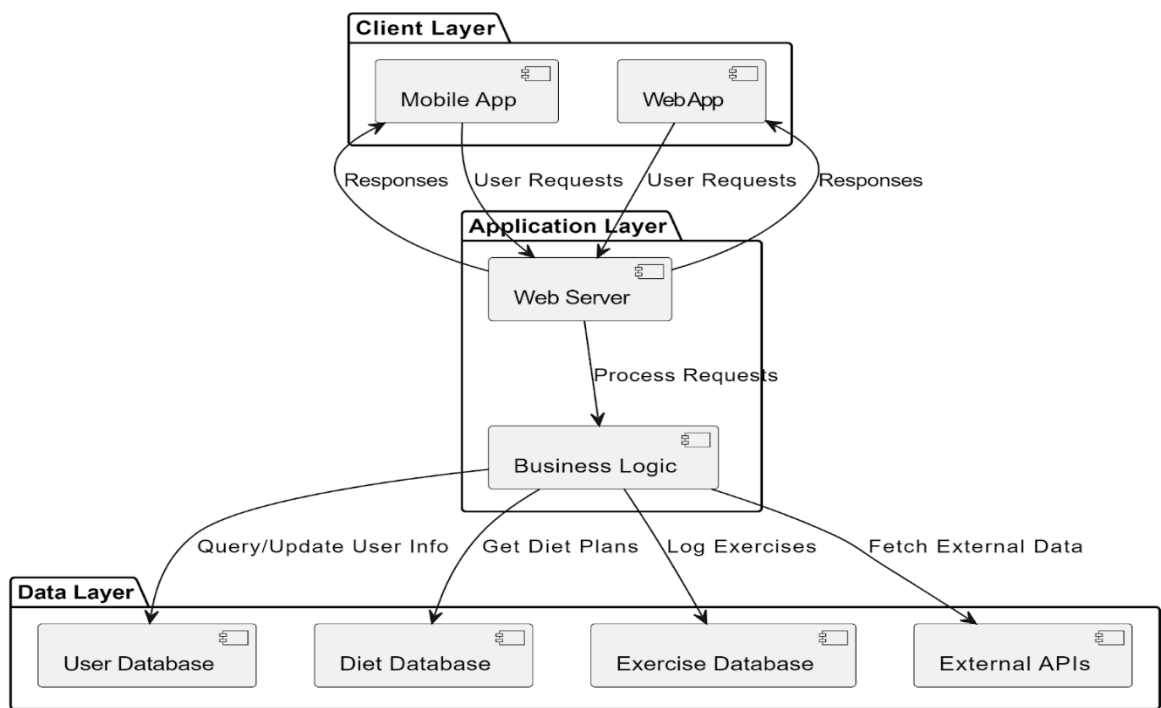 Client Layer
Mobile App
WebApp
Responses
User Requests
User Requests
Responses
Application Layer
Web Server
Process Requests
Business Logic
Query/Update User Info
Get Diet Plans
Log Exercises
Fetch External Data
Data Layer
User Database
Diet Database
Exercise Database
External APIs